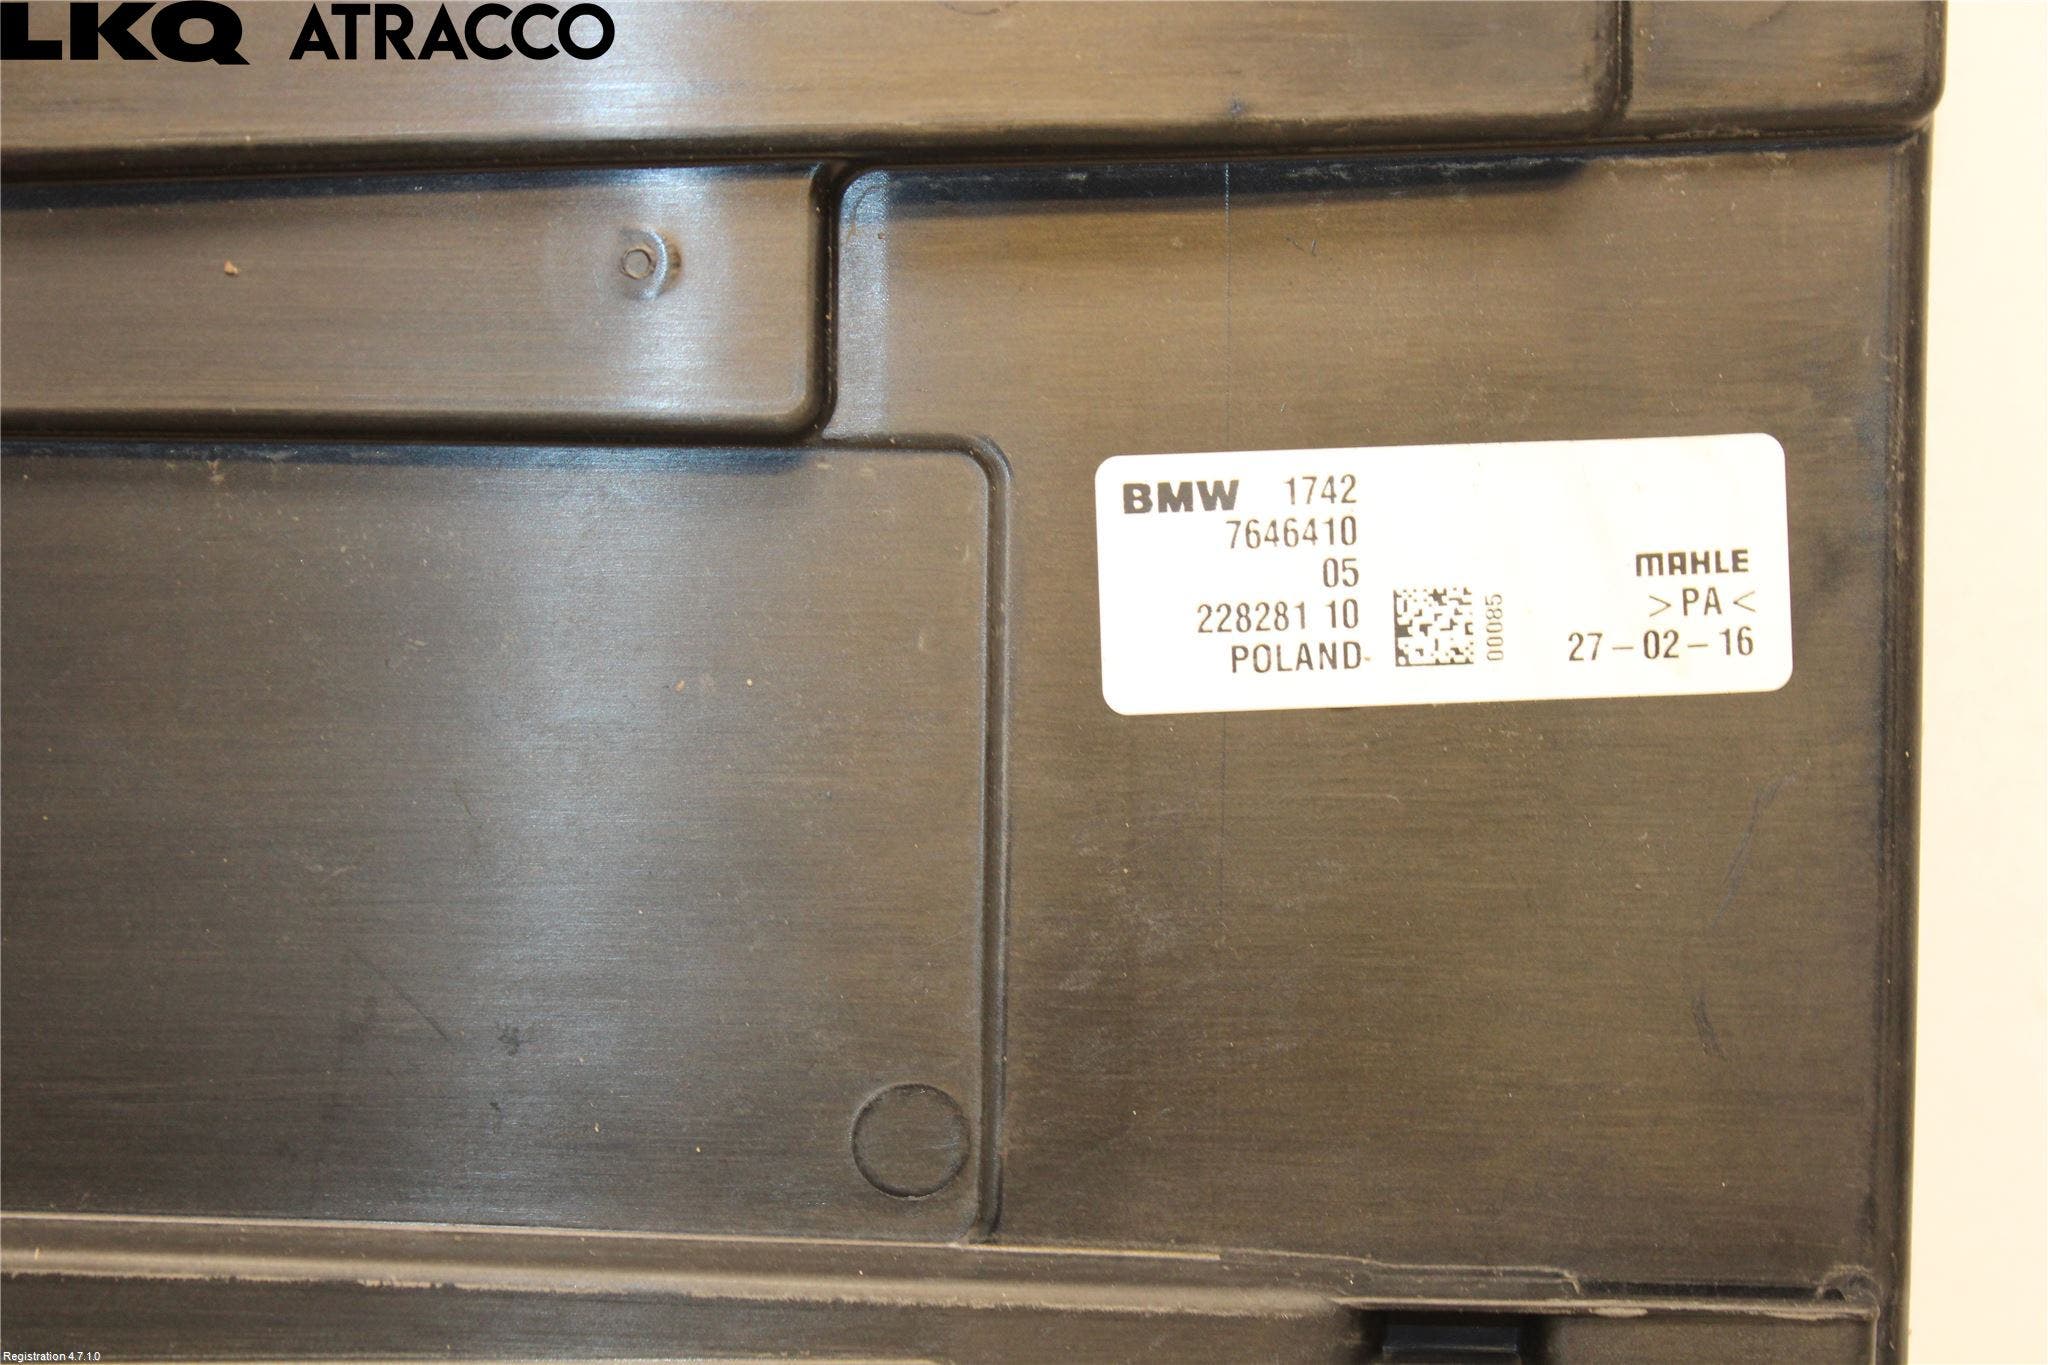 LKQ ATRACCO
BMW 1742
7646410
05
228281 10
POLAND
00085
MAHLE
>PA<
27-02-16
Registration 4.7.1.0